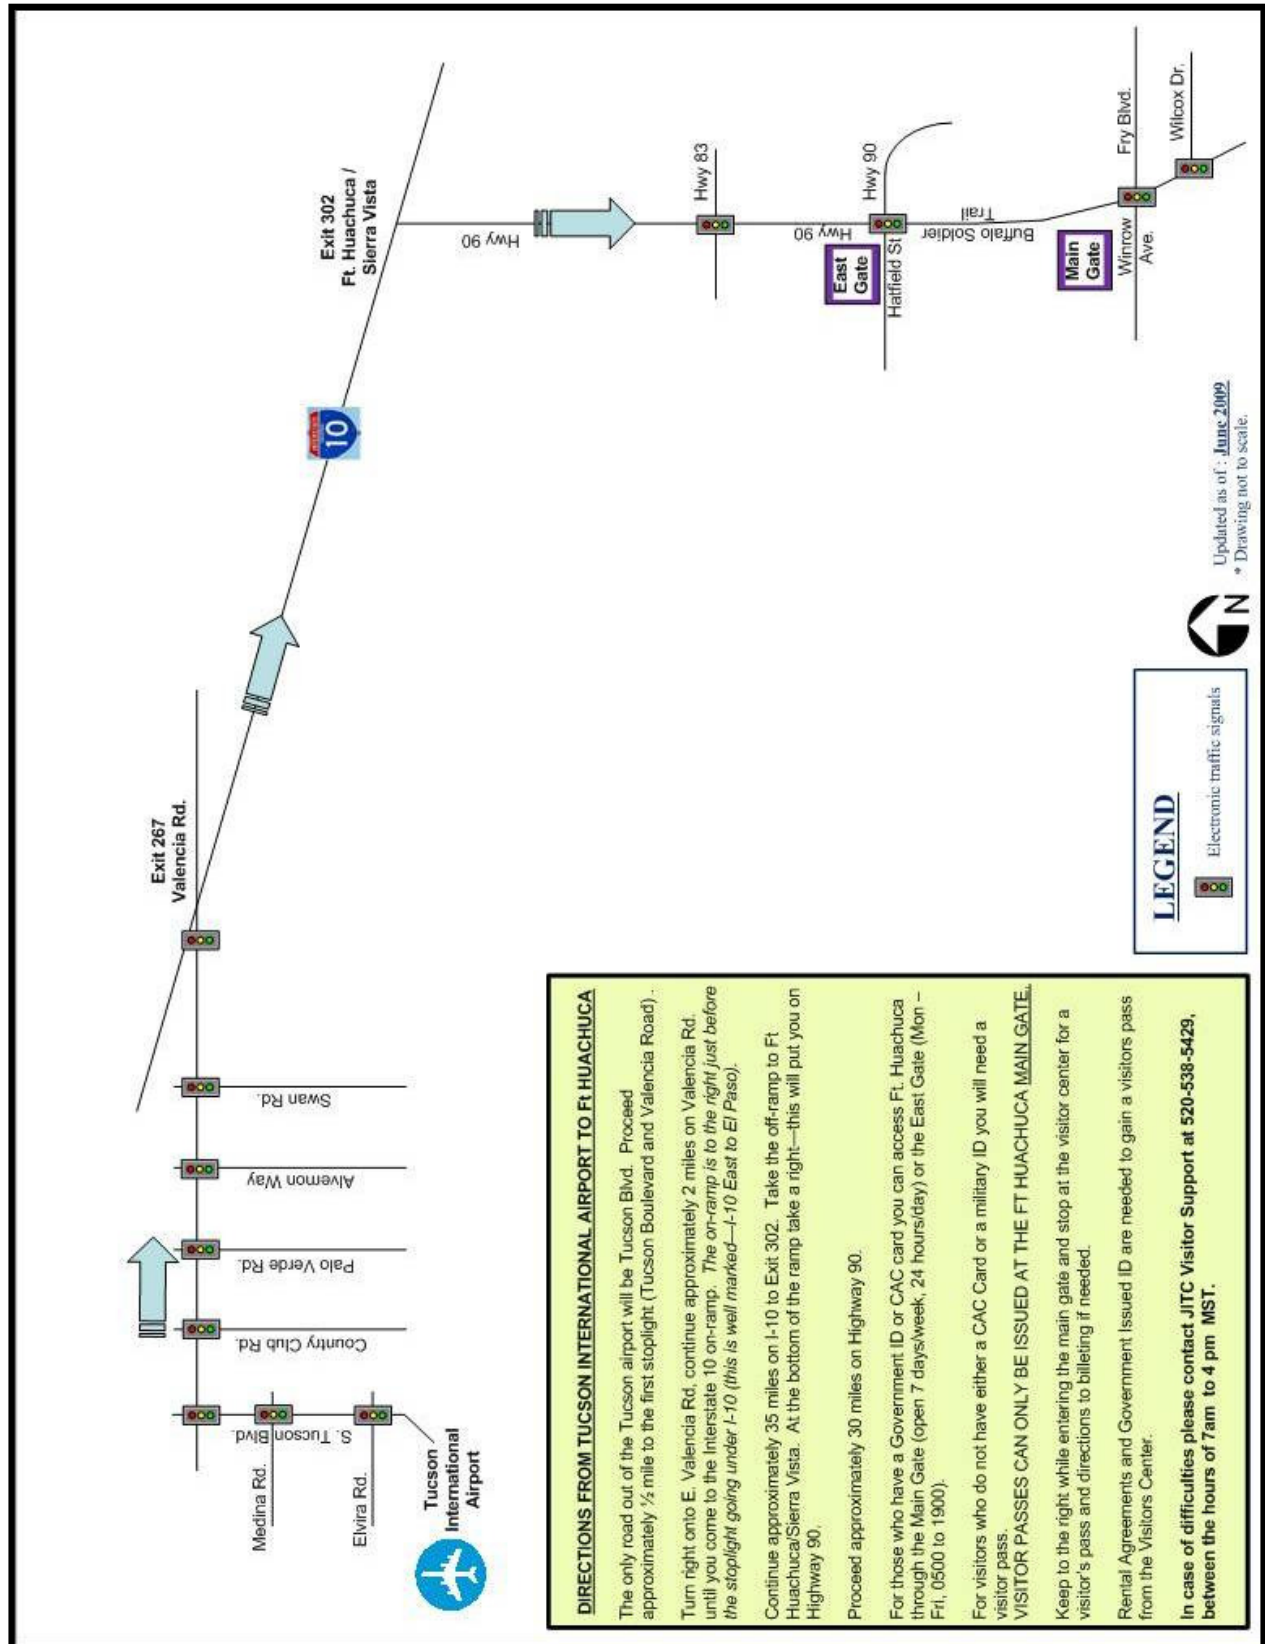 Exit 267
Valencia Rd.
Exit 302
Ft. Huachuca /
Sierra Vista
10
Country Club Rd.
Palo Verde Rd.
Alvernon Way
Swan Rd.
S. Tucson Blvd.
Medina Rd.
Elvira Rd.
Tucson
International
Airport
Hwy 90
Hwy 83
Hwy 90
East
Gate
Hwy 90
Hatfield St
Buffalo Soldier
Trail
Main
Gate
Winrow
Ave.
Fry Blvd.
Wilcox Dr.
DIRECTIONS FROM TUCSON INTERNATIONAL AIRPORT TO Ft HUACHUCA
The only road out of the Tucson airport will be Tucson Blvd. Proceed
approximately ½ mile to the first stoplight (Tucson Boulevard and Valencia Road) .
Turn right onto E. Valencia Rd, continue approximately 2 miles on Valencia Rd.
until you come to the Interstate 10 on-ramp. The on-ramp is to the right just before
the stoplight going under I-10 (this is well marked—I-10 East to El Paso).
Continue approximately 35 miles on I-10 to Exit 302. Take the off-ramp to Ft
Huachuca/Sierra Vista. At the bottom of the ramp take a right—this will put you on
Highway 90.
Proceed approximately 30 miles on Highway 90.
For those who have a Government ID or CAC card you can access Ft. Huachuca
through the Main Gate (open 7 days/week, 24 hours/day) or the East Gate (Mon –
Fri, 0500 to 1900).
For visitors who do not have either a CAC Card or a military ID you will need a
visitor pass.
VISITOR PASSES CAN ONLY BE ISSUED AT THE FT HUACHUCA MAIN GATE.
Keep to the right while entering the main gate and stop at the visitor center for a
visitor's pass and directions to billeting if needed.
Rental Agreements and Government Issued ID are needed to gain a visitors pass
from the Visitors Center.
In case of difficulties please contact JITC Visitor Support at 520-538-5429,
between the hours of 7am to 4 pm MST.
LEGEND
Electronic traffic signals
N
Updated as of : June 2009
* Drawing not to scale.